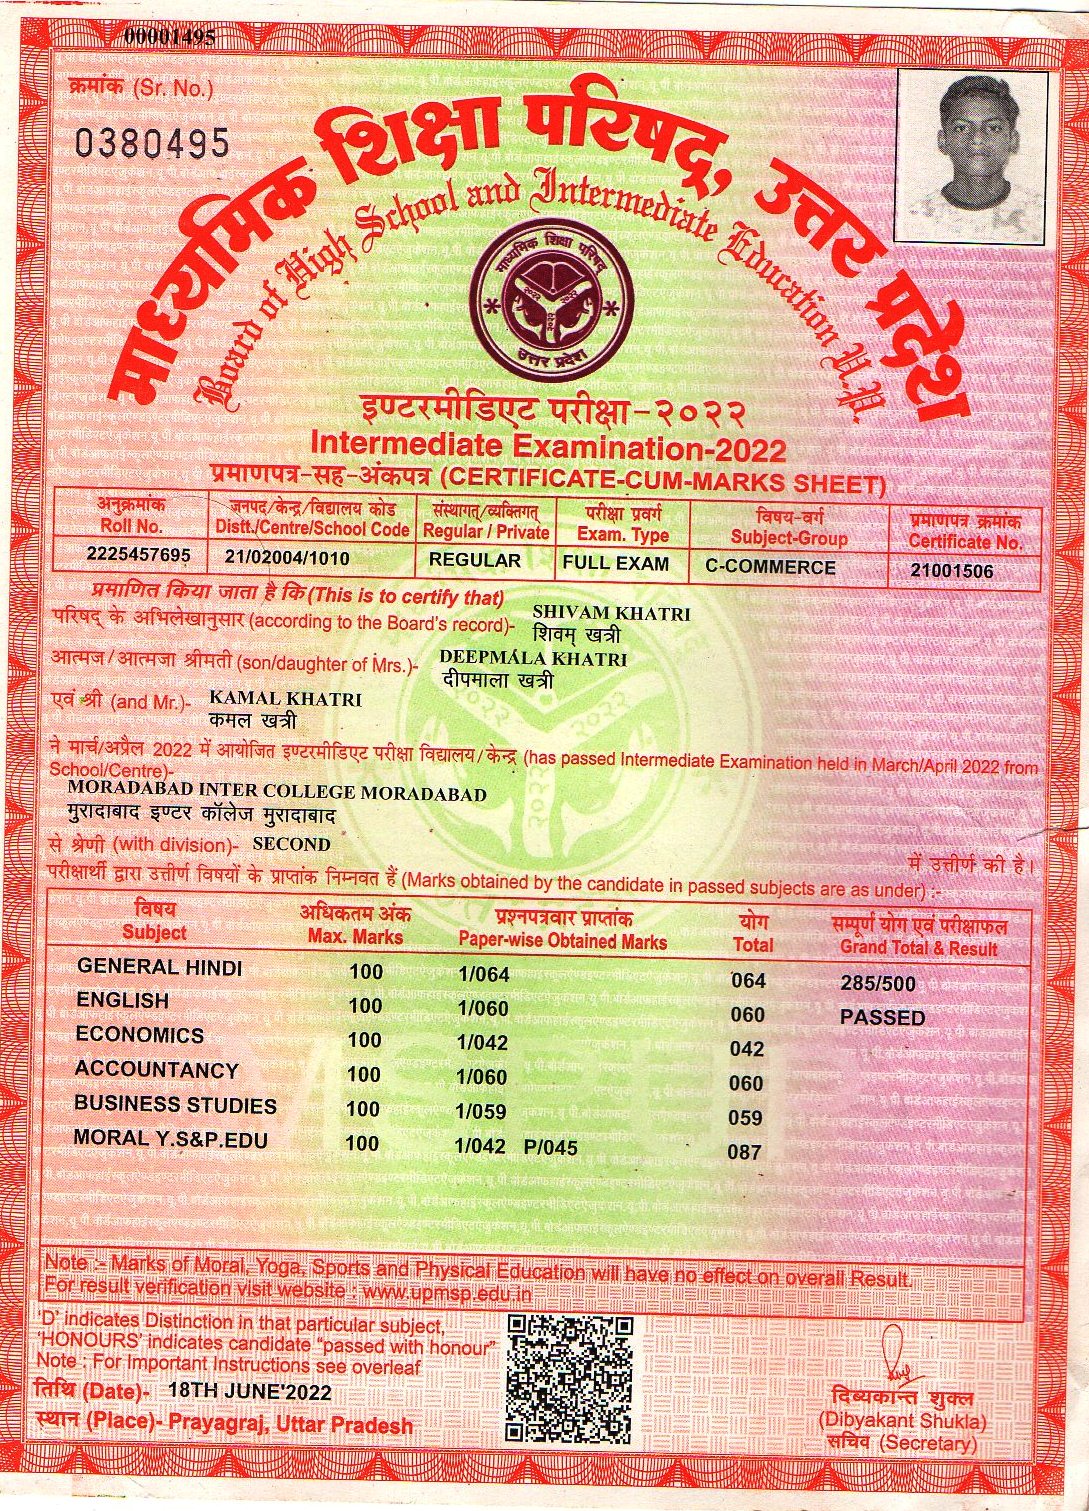 00001495
क्रमांक (Sr. No.)
0380495
माध्यमिक शिक्षा परिषद्, उत्तर प्रदेश
Board of High School and Intermediate Education U.P.
माध्यमिक शिक्षा परिषद्
२०२२ २०२२
२०२२
उत्तर प्रदेश
इण्टरमीडिएट परीक्षा-२०२२
Intermediate Examination-2022
प्रमाणपत्र-सह-अंकपत्र (CERTIFICATE-CUM-MARKS SHEET)
अनुक्रमांक जनपद/केन्द्र/विद्यालय कोड संस्थागत्/व्यक्तिगत् परीक्षा प्रवर्ग विषय-वर्ग प्रमाणपत्र क्रमांक
Roll No. Distt./Centre/School Code Regular / Private Exam. Type Subject-Group Certificate No.
2225457695 21/02004/1010 REGULAR FULL EXAM C-COMMERCE 21001506
प्रमाणित किया जाता है कि (This is to certify that)
परिषद् के अभिलेखानुसार (according to the Board's record)- SHIVAM KHATRI
शिवम् खत्री
आत्मज/आत्मजा श्रीमती (son/daughter of Mrs.)- DEEPMALA KHATRI
दीपमाला खत्री
एवं श्री (and Mr.)- KAMAL KHATRI
कमल खत्री
ने मार्च/अप्रैल 2022 में आयोजित इण्टरमीडिएट परीक्षा विद्यालय/केन्द्र (has passed Intermediate Examination held in March/April 2022 from
School/Centre)-
MORADABAD INTER COLLEGE MORADABAD
मुरादाबाद इण्टर कॉलेज मुरादाबाद
से श्रेणी (with division)- SECOND में उत्तीर्ण की है।
परीक्षार्थी द्वारा उत्तीर्ण विषयों के प्राप्तांक निम्नवत हैं (Marks obtained by the candidate in passed subjects are as under) :-
विषय अधिकतम अंक प्रश्नपत्रवार प्राप्तांक योग सम्पूर्ण योग एवं परीक्षाफल
Subject Max. Marks Paper-wise Obtained Marks Total Grand Total & Result
GENERAL HINDI 100 1/064 064 285/500
ENGLISH 100 1/060 060 PASSED
ECONOMICS 100 1/042 042
ACCOUNTANCY 100 1/060 060
BUSINESS STUDIES 100 1/059 059
MORAL Y.S&P.EDU 100 1/042 P/045 087
Note :- Marks of Moral, Yoga, Sports and Physical Education will have no effect on overall Result.
For result verification visit website : www.upmsp.edu.in
'D' indicates Distinction in that particular subject,
'HONOURS' indicates candidate "passed with honour"
Note : For Important Instructions see overleaf
तिथि (Date)- 18TH JUNE'2022
स्थान (Place)- Prayagraj, Uttar Pradesh
दिब्यकान्त शुक्ल
(Dibyakant Shukla)
सचिव (Secretary)